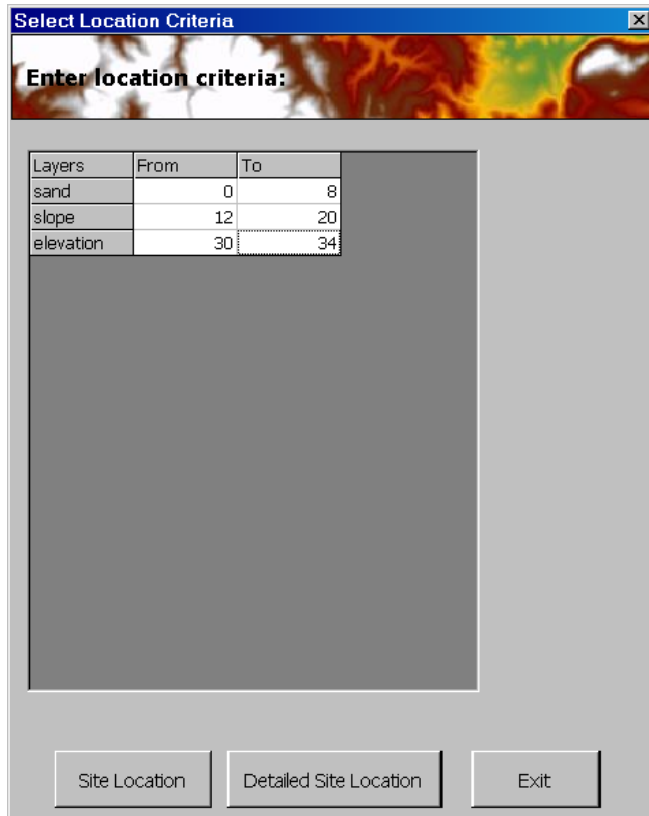 Select Location Criteria
Enter location criteria:
Layers From To
sand 0 8
slope 12 20
elevation 30 34
Site Location Detailed Site Location Exit